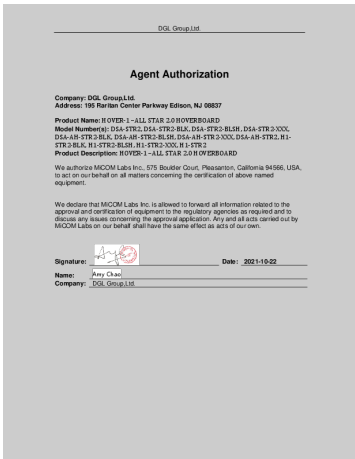 DGL Group,Ltd.
Agent Authorization
Company: DGL Group,Ltd.
Address: 195 Raritan Center Parkway Edison, NJ 08837
Product Name: HOVER-1 – ALL STAR 2.0 HOVERBOARD
Model Number(s): DSA-STR2, DSA-STR2-BLK, DSA-STR2-BLSH, DSA-STR2-XXX,
DSA-AH-STR2-BLK, DSA-AH-STR2-BLSH, DSA-AH-STR2-XXX, DSA-AH-STR2, H1-
STR2-BLK, H1-STR2-BLSH, H1-STR2-XXX, H1-STR2
Product Description: HOVER-1 – ALL STAR 2.0 HOVERBOARD
We authorize MiCOM Labs Inc., 575 Boulder Court, Pleasanton, California 94566, USA,
to act on our behalf on all matters concerning the certification of above named
equipment.
We declare that MiCOM Labs Inc. is allowed to forward all information related to the
approval and certification of equipment to the regulatory agencies as required and to
discuss any issues concerning the approval application. Any and all acts carried out by
MiCOM Labs on our behalf shall have the same effect as acts of our own.
Signature: Date: 2021-10-22
Name: Amy Chao
Company: DGL Group,Ltd.